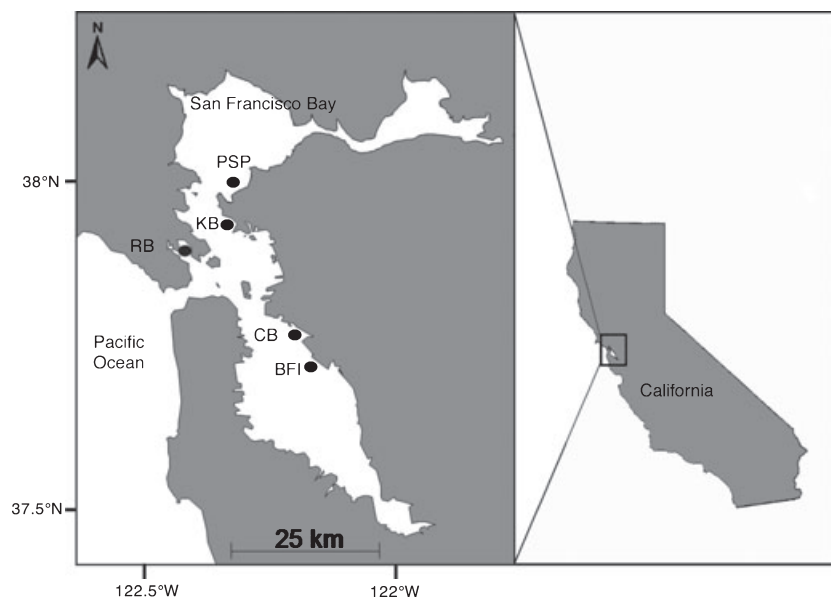 N
San Francisco Bay
PSP
38°N
KB
RB
CB
Pacific
Ocean
BFI
California
37.5°N
25 km
122.5°W
122°W